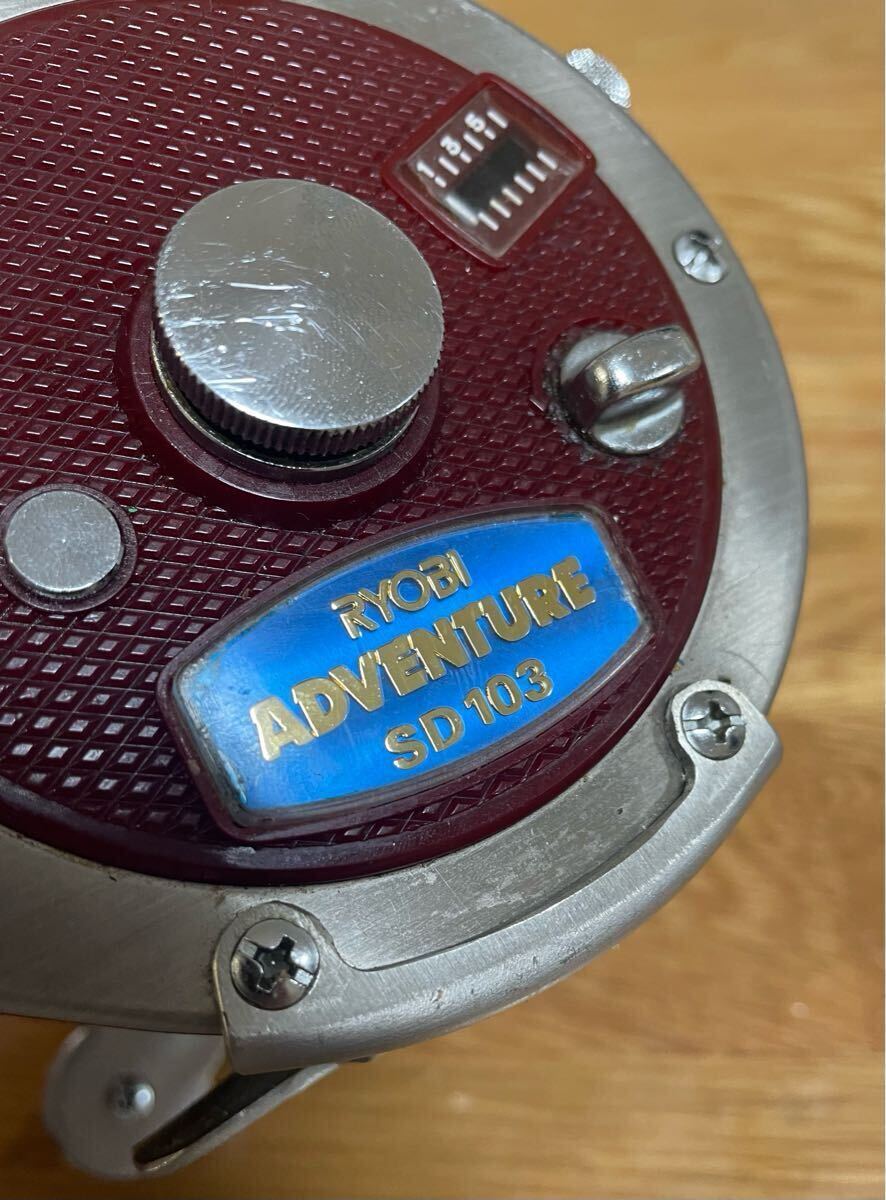 1 3 5
RYOBI
ADVENTURE
SD 103